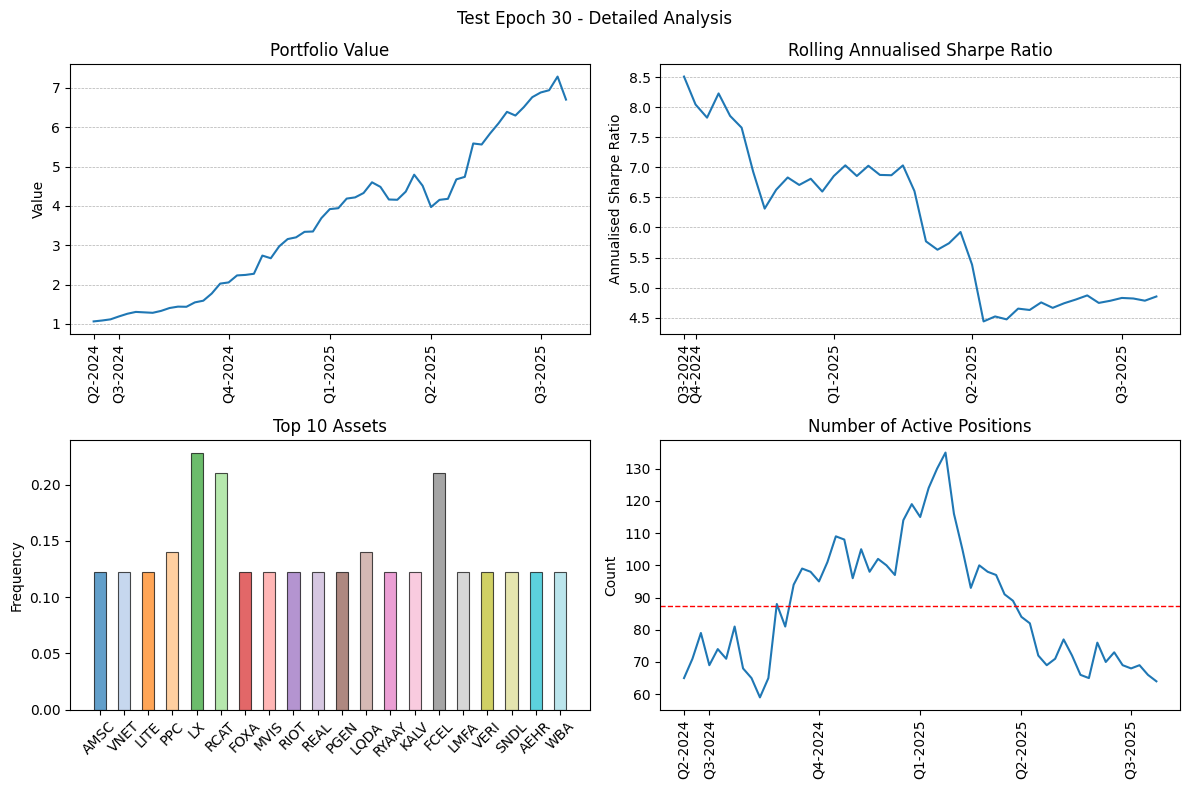 Test Epoch 30 - Detailed Analysis
Portfolio Value
Value
7
6
5
4
3
2
1
Q2-2024
Q3-2024
Q4-2024
Q1-2025
Q2-2025
Q3-2025
Rolling Annualised Sharpe Ratio
Annualised Sharpe Ratio
8.5
8.0
7.5
7.0
6.5
6.0
5.5
5.0
4.5
Q3-2024
Q4-2024
Q1-2025
Q2-2025
Q3-2025
Top 10 Assets
Frequency
0.20
0.15
0.10
0.05
0.00
AMSC
VNET
LITE
PPC
LX
RCAT
FOXA
MVIS
RIOT
REAL
PGEN
LQDA
RYAAY
KALV
FCEL
LMFA
VERI
SNDL
AEHR
WBA
Number of Active Positions
Count
130
120
110
100
90
80
70
60
Q2-2024
Q3-2024
Q4-2024
Q1-2025
Q2-2025
Q3-2025